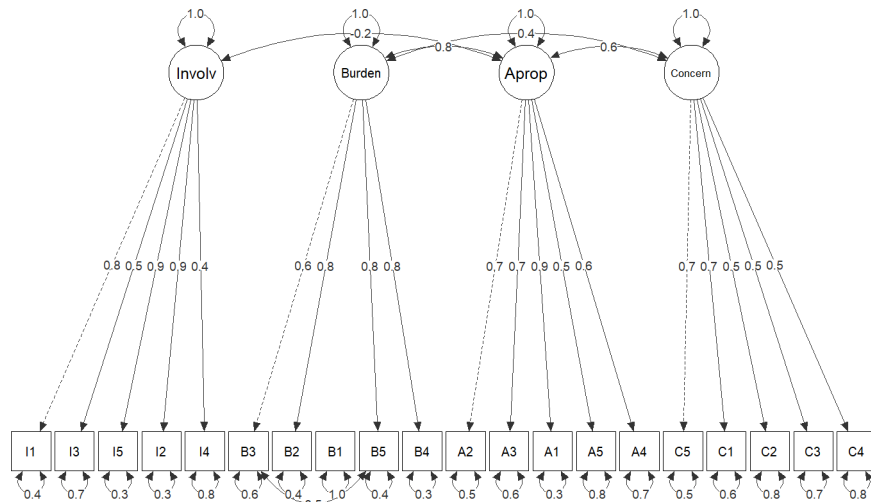 1.0 1.0 1.0 1.0
-0.2 0.4
0.8 0.6
Involv Burden Aprop Concern
0.8 0.5 0.9 0.9 0.4 0.6 0.8 0.8 0.8 0.7 0.7 0.9 0.5 0.6 0.7 0.7 0.5 0.5 0.5
I1 I3 I5 I2 I4 B3 B2 B1 B5 B4 A2 A3 A1 A5 A4 C5 C1 C2 C3 C4
0.4 0.7 0.3 0.3 0.8 0.6 0.4 1.0 0.4 0.3 0.5 0.6 0.3 0.8 0.7 0.5 0.6 0.8 0.7 0.8